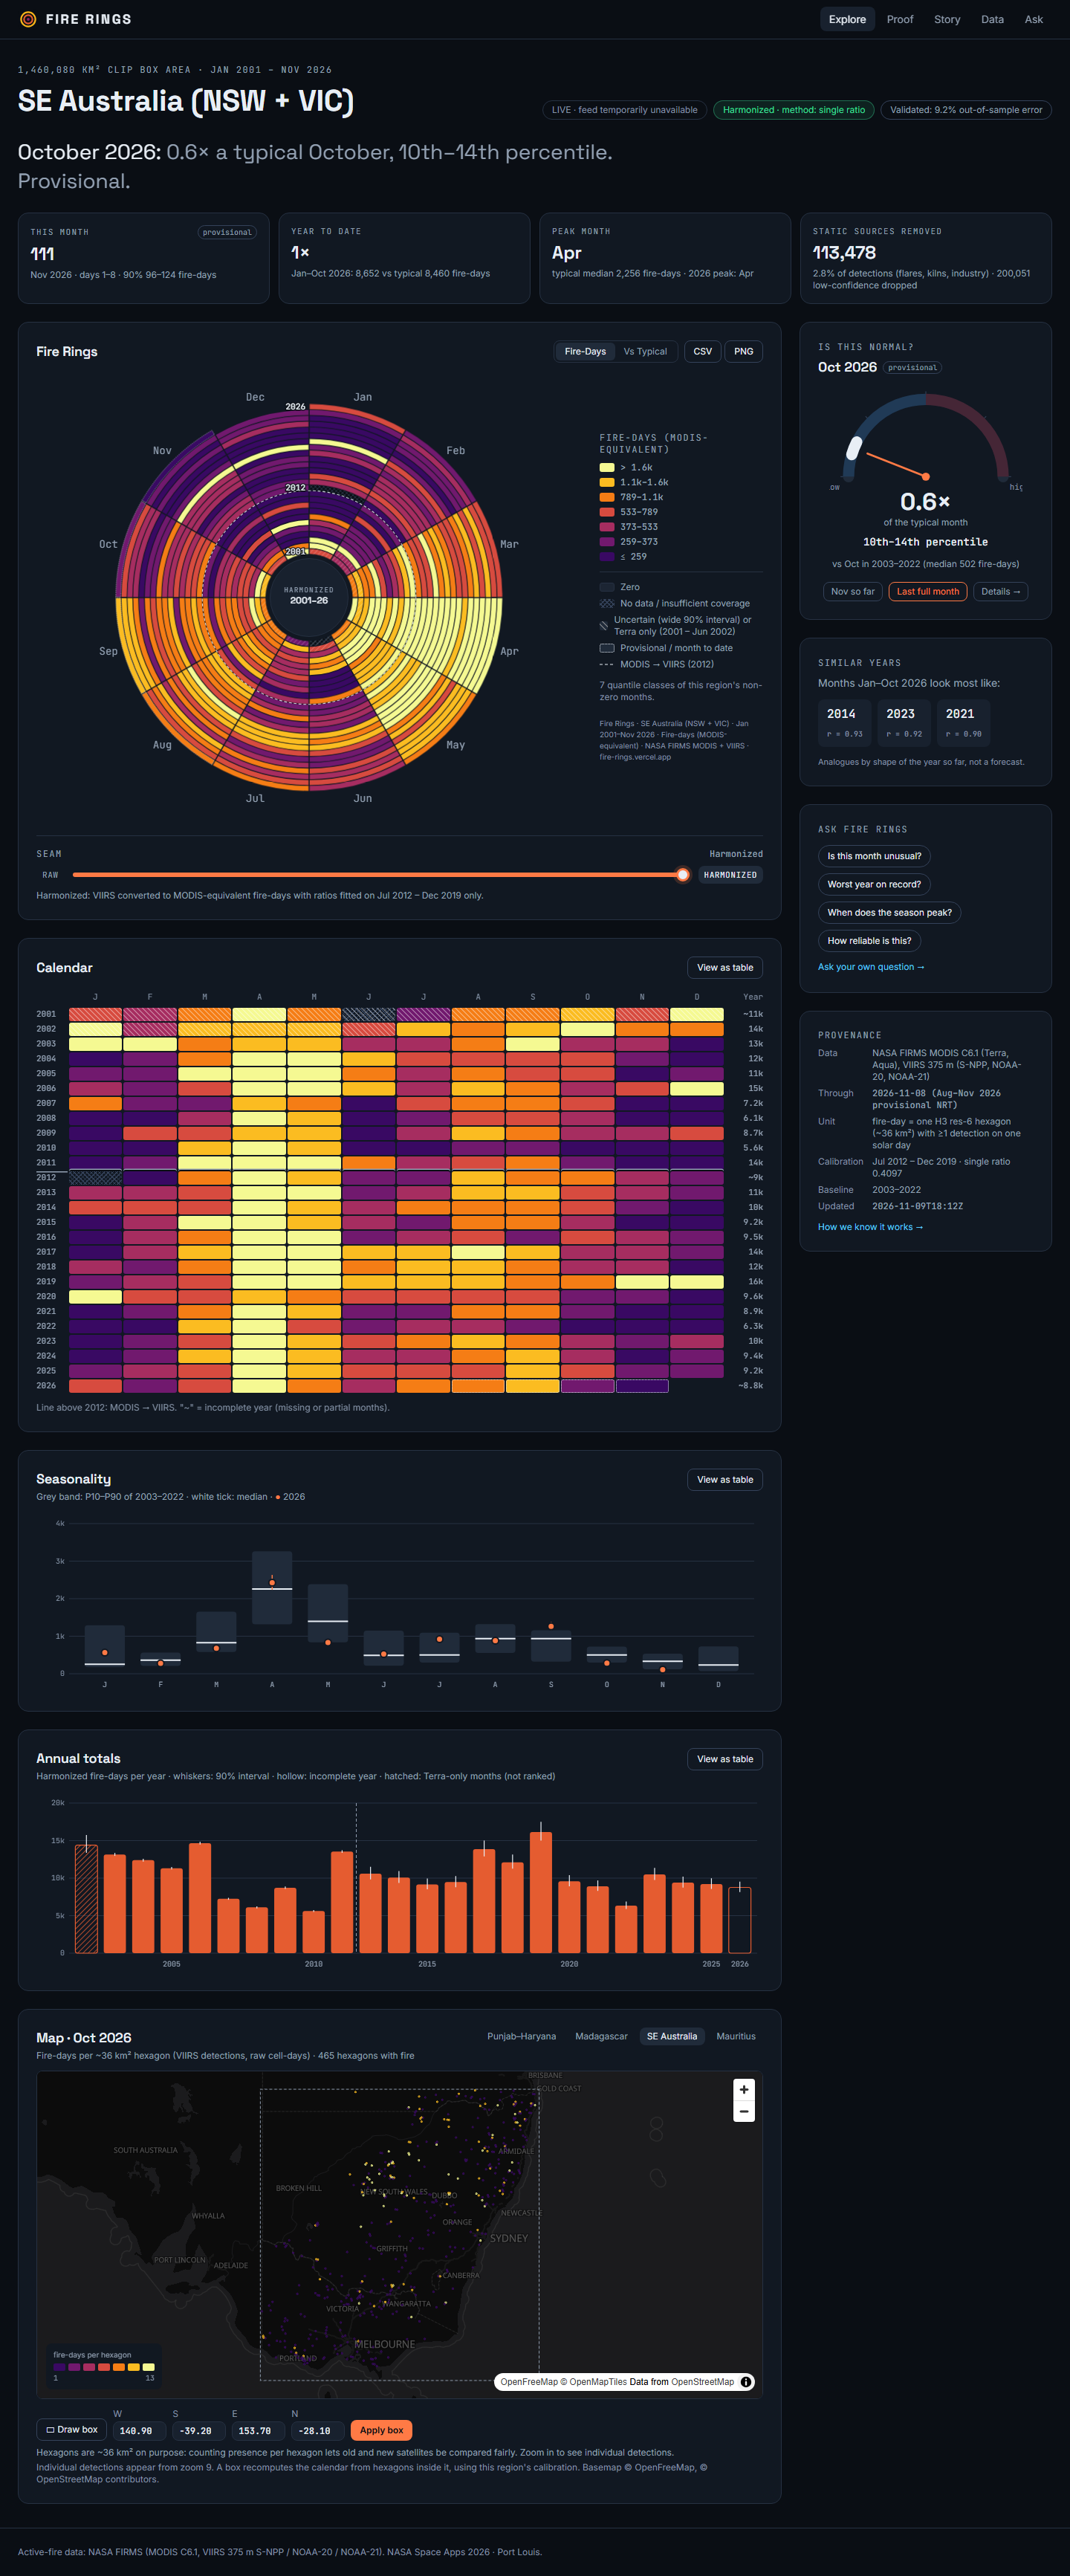 FIRE RINGS
Explore Proof Story Data Ask
1,460,080 KM² CLIP BOX AREA · JAN 2001 – NOV 2026
SE Australia (NSW + VIC)
LIVE · feed temporarily unavailable
Harmonized · method: single ratio
Validated: 9.2% out-of-sample error
October 2026: 0.6× a typical October, 10th–14th percentile.
Provisional.
THIS MONTH
provisional
111
Nov 2026 · days 1–8 · 90% 96–124 fire-days
YEAR TO DATE
1×
Jan–Oct 2026: 8,652 vs typical 8,460 fire-days
PEAK MONTH
Apr
typical median 2,256 fire-days · 2026 peak: Apr
STATIC SOURCES REMOVED
113,478
2.8% of detections (flares, kilns, industry) · 200,051
low-confidence dropped
Fire Rings
Fire-Days Vs Typical CSV PNG
Dec Jan
2026
Nov Feb
2012
Oct Mar
2001
HARMONIZED
2001–26
Sep Apr
Aug May
Jul Jun
FIRE-DAYS (MODIS-
EQUIVALENT)
> 1.6k
1.1k–1.6k
789–1.1k
533–789
373–533
259–373
≤ 259
Zero
No data / insufficient coverage
Uncertain (wide 90% interval) or
Terra only (2001 – Jun 2002)
Provisional / month to date
MODIS → VIIRS (2012)
7 quantile classes of this region's non-
zero months.
Fire Rings · SE Australia (NSW + VIC) · Jan
2001–Nov 2026 · Fire-days (MODIS-
equivalent) · NASA FIRMS MODIS + VIIRS ·
fire-rings.vercel.app
SEAM Harmonized
RAW HARMONIZED
Harmonized: VIIRS converted to MODIS-equivalent fire-days with ratios fitted on Jul 2012 – Dec 2019 only.
IS THIS NORMAL?
Oct 2026 provisional
ow hig
0.6×
of the typical month
10th–14th percentile
vs Oct in 2003–2022 (median 502 fire-days)
Nov so far Last full month Details →
SIMILAR YEARS
Months Jan–Oct 2026 look most like:
2014 2023 2021
r = 0.93 r = 0.92 r = 0.90
Analogues by shape of the year so far, not a forecast.
ASK FIRE RINGS
Is this month unusual?
Worst year on record?
When does the season peak?
How reliable is this?
Ask your own question →
PROVENANCE
Data NASA FIRMS MODIS C6.1 (Terra,
Aqua), VIIRS 375 m (S-NPP, NOAA-
20, NOAA-21)
Through 2026-11-08 (Aug–Nov 2026
provisional NRT)
Unit fire-day = one H3 res-6 hexagon
(~36 km²) with ≥1 detection on one
solar day
Calibration Jul 2012 – Dec 2019 · single ratio
0.4097
Baseline 2003–2022
Updated 2026-11-09T18:12Z
How we know it works →
Calendar
View as table
J F M A M J J A S O N D Year
2001 ~11k
2002 14k
2003 13k
2004 12k
2005 11k
2006 15k
2007 7.2k
2008 6.1k
2009 8.7k
2010 5.6k
2011 14k
2012 ~9k
2013 11k
2014 10k
2015 9.2k
2016 9.5k
2017 14k
2018 12k
2019 16k
2020 9.6k
2021 8.9k
2022 6.3k
2023 10k
2024 9.4k
2025 9.2k
2026 ~8.8k
Line above 2012: MODIS → VIIRS. "~" = incomplete year (missing or partial months).
Seasonality
View as table
Grey band: P10–P90 of 2003–2022 · white tick: median · ● 2026
4k
3k
2k
1k
0
J F M A M J J A S O N D
Annual totals
View as table
Harmonized fire-days per year · whiskers: 90% interval · hollow: incomplete year · hatched: Terra-only months (not ranked)
20k
15k
10k
5k
0
2005 2010 2015 2020 2025 2026
Map · Oct 2026
Punjab–Haryana Madagascar SE Australia Mauritius
Fire-days per ~36 km² hexagon (VIIRS detections, raw cell-days) · 465 hexagons with fire
BRISBANE
GOLD COAST
SOUTH AUSTRALIA
ARMIDALE
BROKEN HILL
NEW SOUTH WALES
DUBBO
WHYALLA
NEWCASTLE
ORANGE
SYDNEY
GRIFFITH
PORT LINCOLN
ADELAIDE
CANBERRA
VICTORIA
WANGARATTA
MELBOURNE
PORTLAND
fire-days per hexagon
1 13
+
−
OpenFreeMap © OpenMapTiles Data from OpenStreetMap
Draw box
W S E N
140.90 -39.20 153.70 -28.10
Apply box
Hexagons are ~36 km² on purpose: counting presence per hexagon lets old and new satellites be compared fairly. Zoom in to see individual detections.
Individual detections appear from zoom 9. A box recomputes the calendar from hexagons inside it, using this region's calibration. Basemap © OpenFreeMap, ©
OpenStreetMap contributors.
Active-fire data: NASA FIRMS (MODIS C6.1, VIIRS 375 m S-NPP / NOAA-20 / NOAA-21). NASA Space Apps 2026 · Port Louis.